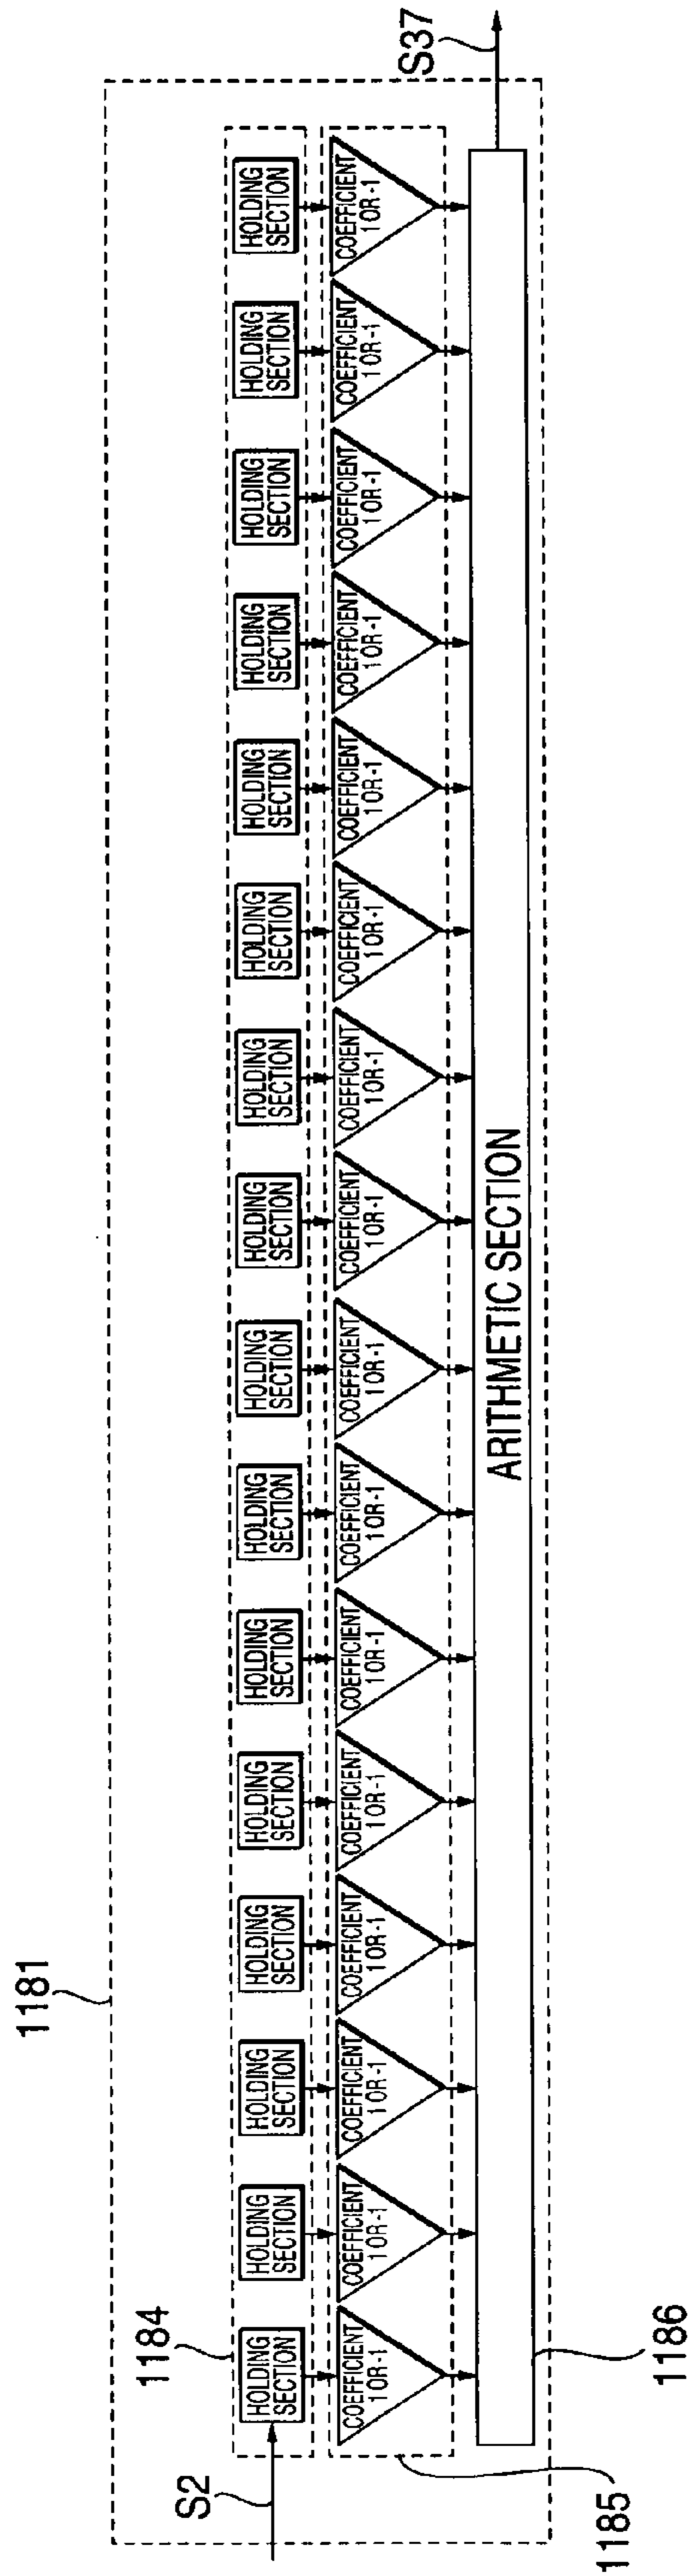 1181
1184
S2
HOLDING
SECTION
HOLDING
SECTION
HOLDING
SECTION
HOLDING
SECTION
HOLDING
SECTION
HOLDING
SECTION
HOLDING
SECTION
HOLDING
SECTION
HOLDING
SECTION
HOLDING
SECTION
HOLDING
SECTION
HOLDING
SECTION
HOLDING
SECTION
HOLDING
SECTION
HOLDING
SECTION
HOLDING
SECTION
COEFFICIENT
1 OR -1
COEFFICIENT
1 OR -1
COEFFICIENT
1 OR -1
COEFFICIENT
1 OR -1
COEFFICIENT
1 OR -1
COEFFICIENT
1 OR -1
COEFFICIENT
1 OR -1
COEFFICIENT
1 OR -1
COEFFICIENT
1 OR -1
COEFFICIENT
1 OR -1
COEFFICIENT
1 OR -1
COEFFICIENT
1 OR -1
COEFFICIENT
1 OR -1
COEFFICIENT
1 OR -1
COEFFICIENT
1 OR -1
COEFFICIENT
1 OR -1
S37
ARITHMETIC SECTION
1185
1186